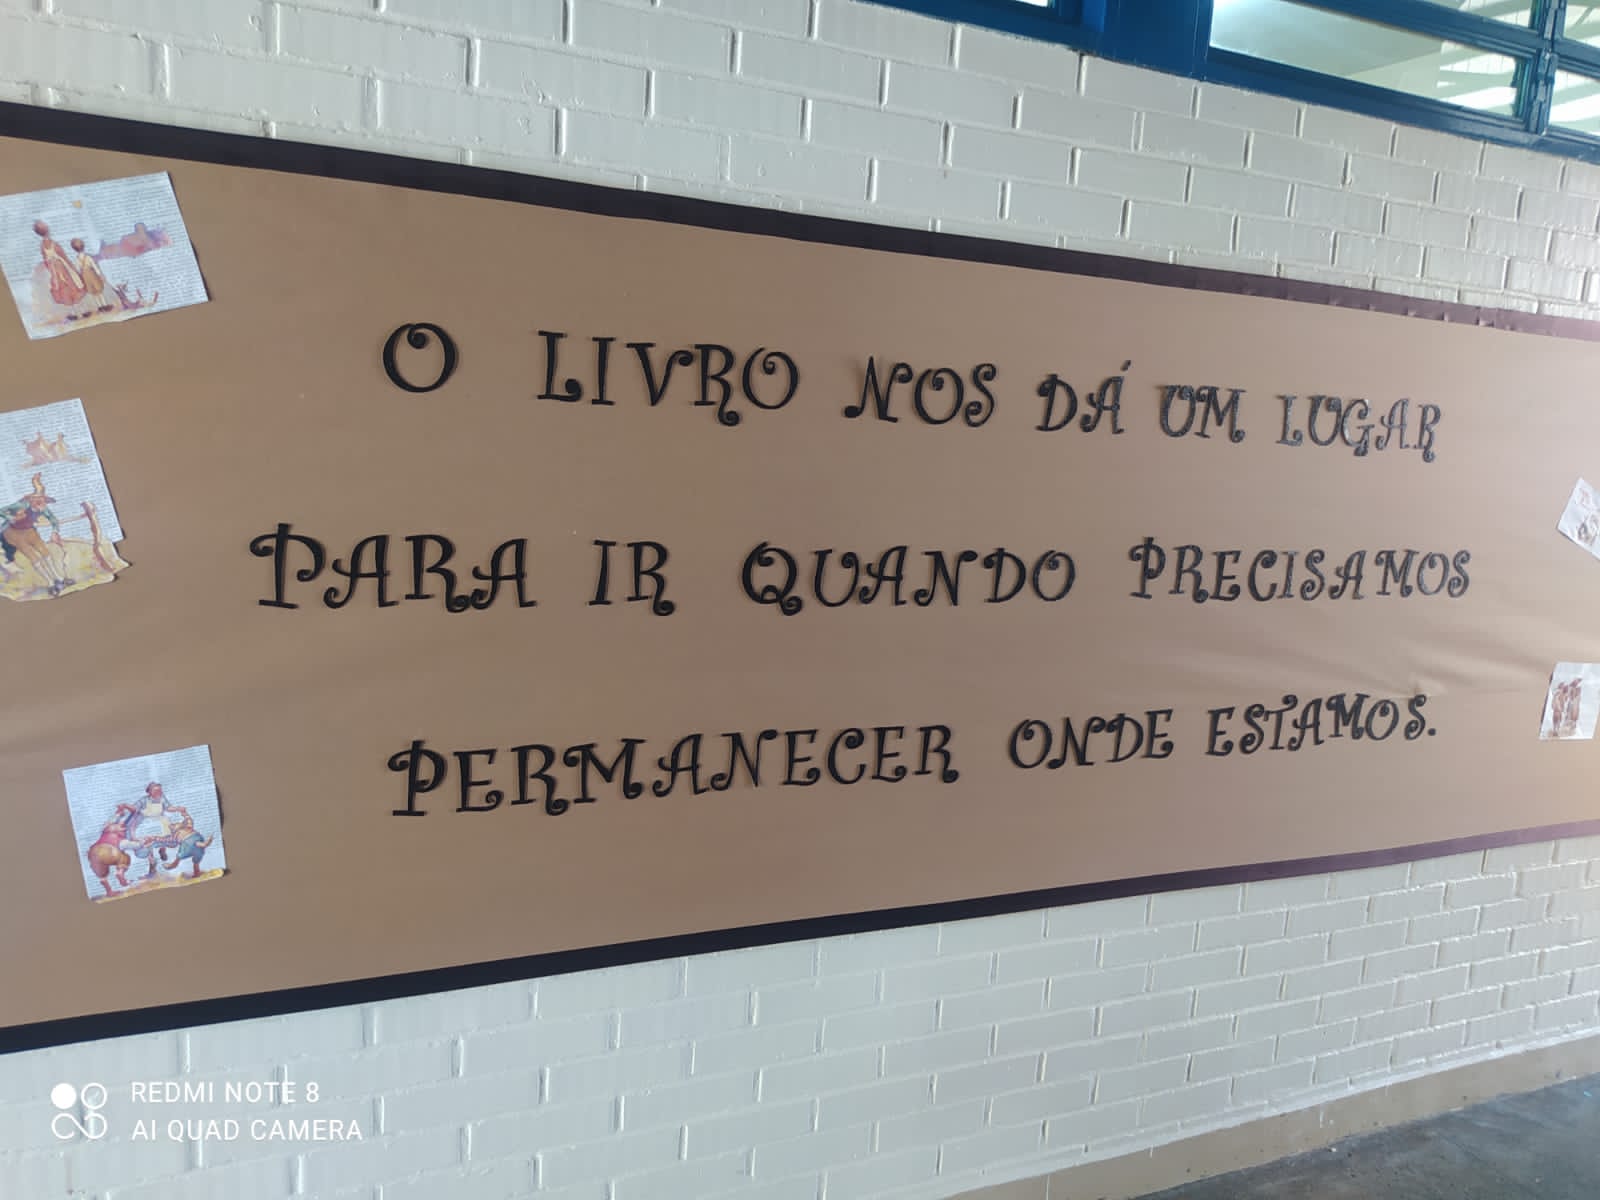 O LIVRO NOS DÁ UM LUGAR
PARA IR QUANDO PRECISAMOS
PERMANECER ONDE ESTAMOS.
REDMI NOTE 8
AI QUAD CAMERA